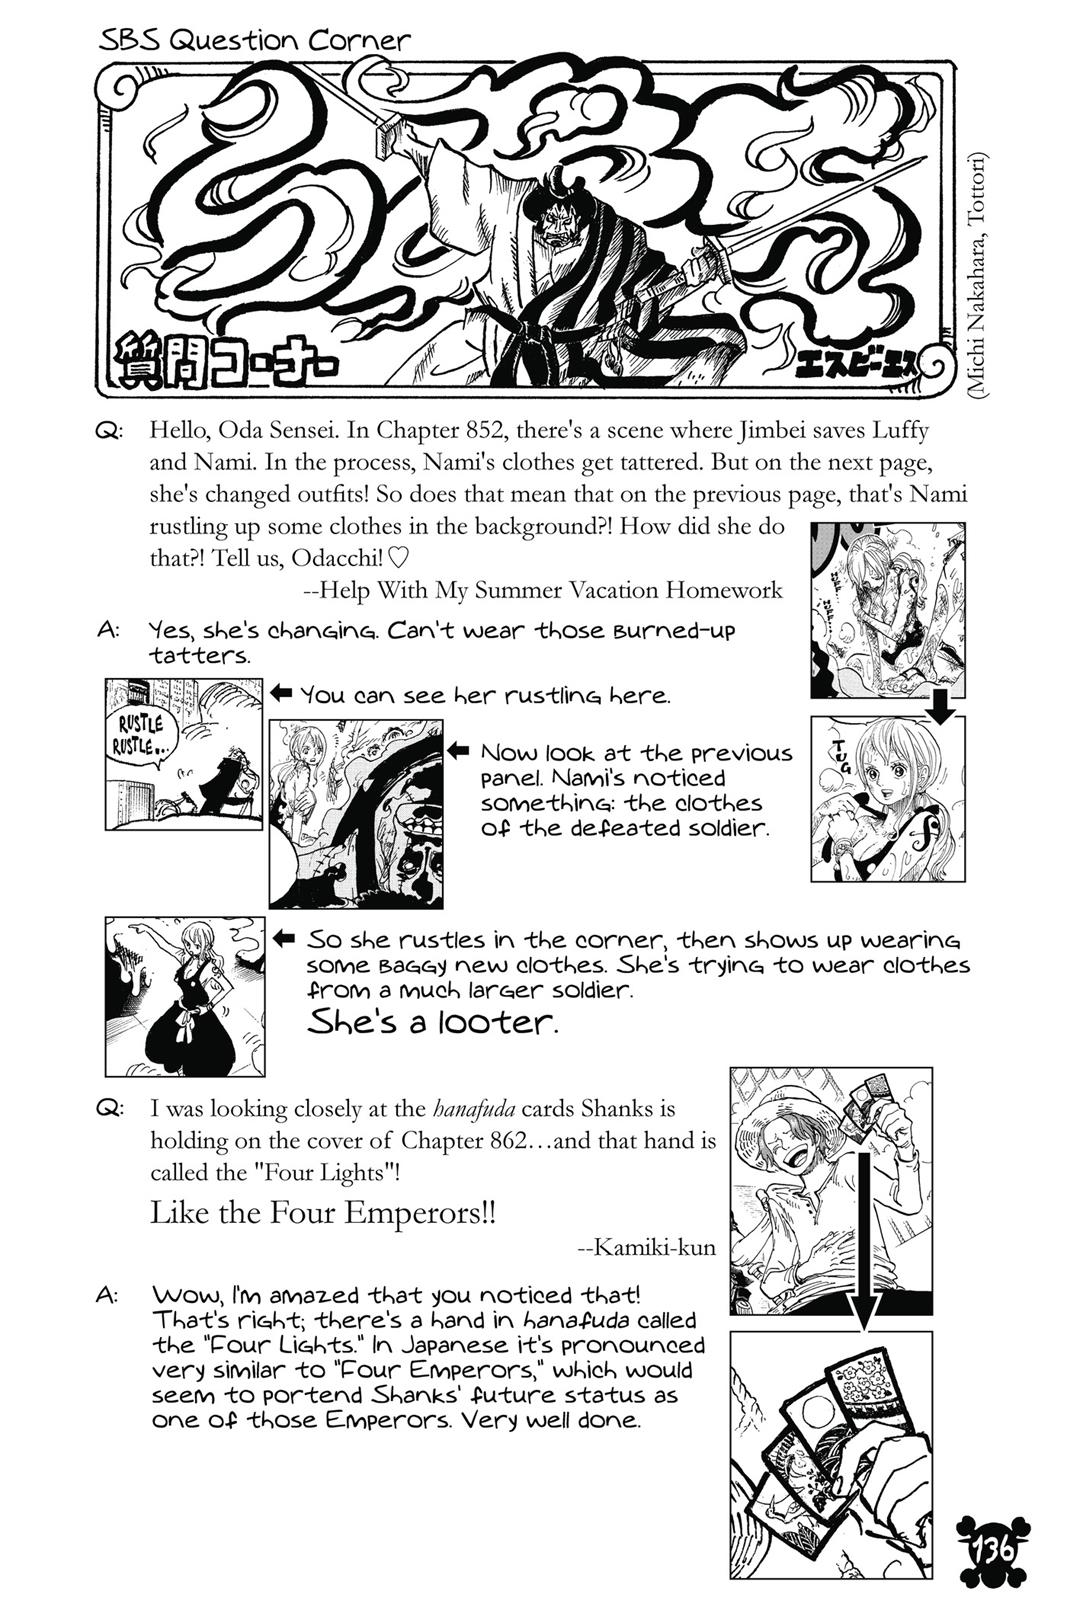 SBS Question Corner
質問コーナー
エスビーエス
(Michi Nakahara, Tottori)
Q: Hello, Oda Sensei. In Chapter 852, there's a scene where Jimbei saves Luffy
and Nami. In the process, Nami's clothes get tattered. But on the next page,
she's changed outfits! So does that mean that on the previous page, that's Nami
rustling up some clothes in the background?! How did she do
that?! Tell us, Odacchi! ♡
--Help With My Summer Vacation Homework
HUFF...
HUFF...
A: Yes, she's changing. Can't wear those burned-up
tatters.
You can see her rustling here.
RUSTLE
RUSTLE...
TUG
Now look at the previous
panel. Nami's noticed
something: the clothes
of the defeated soldier.
So she rustles in the corner, then shows up wearing
some baggy new clothes. She's trying to wear clothes
from a much larger soldier.
She's a looter.
Q: I was looking closely at the hanafuda cards Shanks is
holding on the cover of Chapter 862…and that hand is
called the "Four Lights"!
Like the Four Emperors!!
--Kamiki-kun
A: Wow, I'm amazed that you noticed that!
That's right; there's a hand in hanafuda called
the "Four Lights." In Japanese it's pronounced
very similar to "Four Emperors," which would
seem to portend Shanks' future status as
one of those Emperors. Very well done.
136